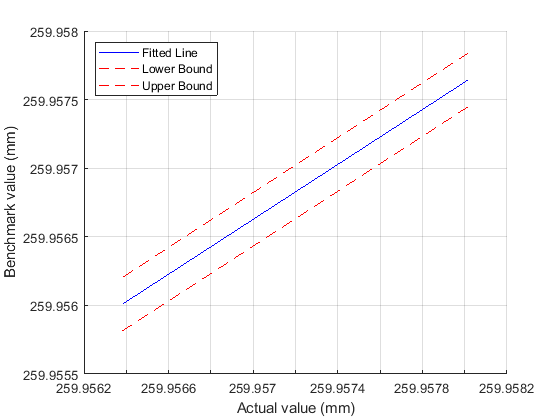 259.958
259.9575
259.957
259.9565
259.956
259.9555
Benchmark value (mm)
Fitted Line
Lower Bound
Upper Bound
259.9562
259.9566
259.957
259.9574
259.9578
259.9582
Actual value (mm)